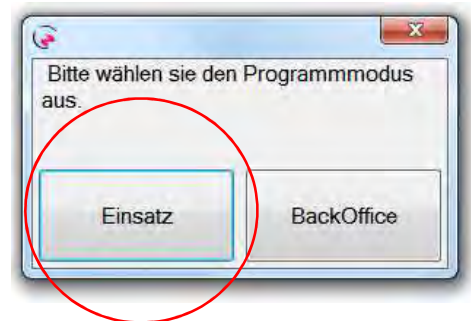 Bitte wählen sie den Programmmodus
aus.
Einsatz
BackOffice